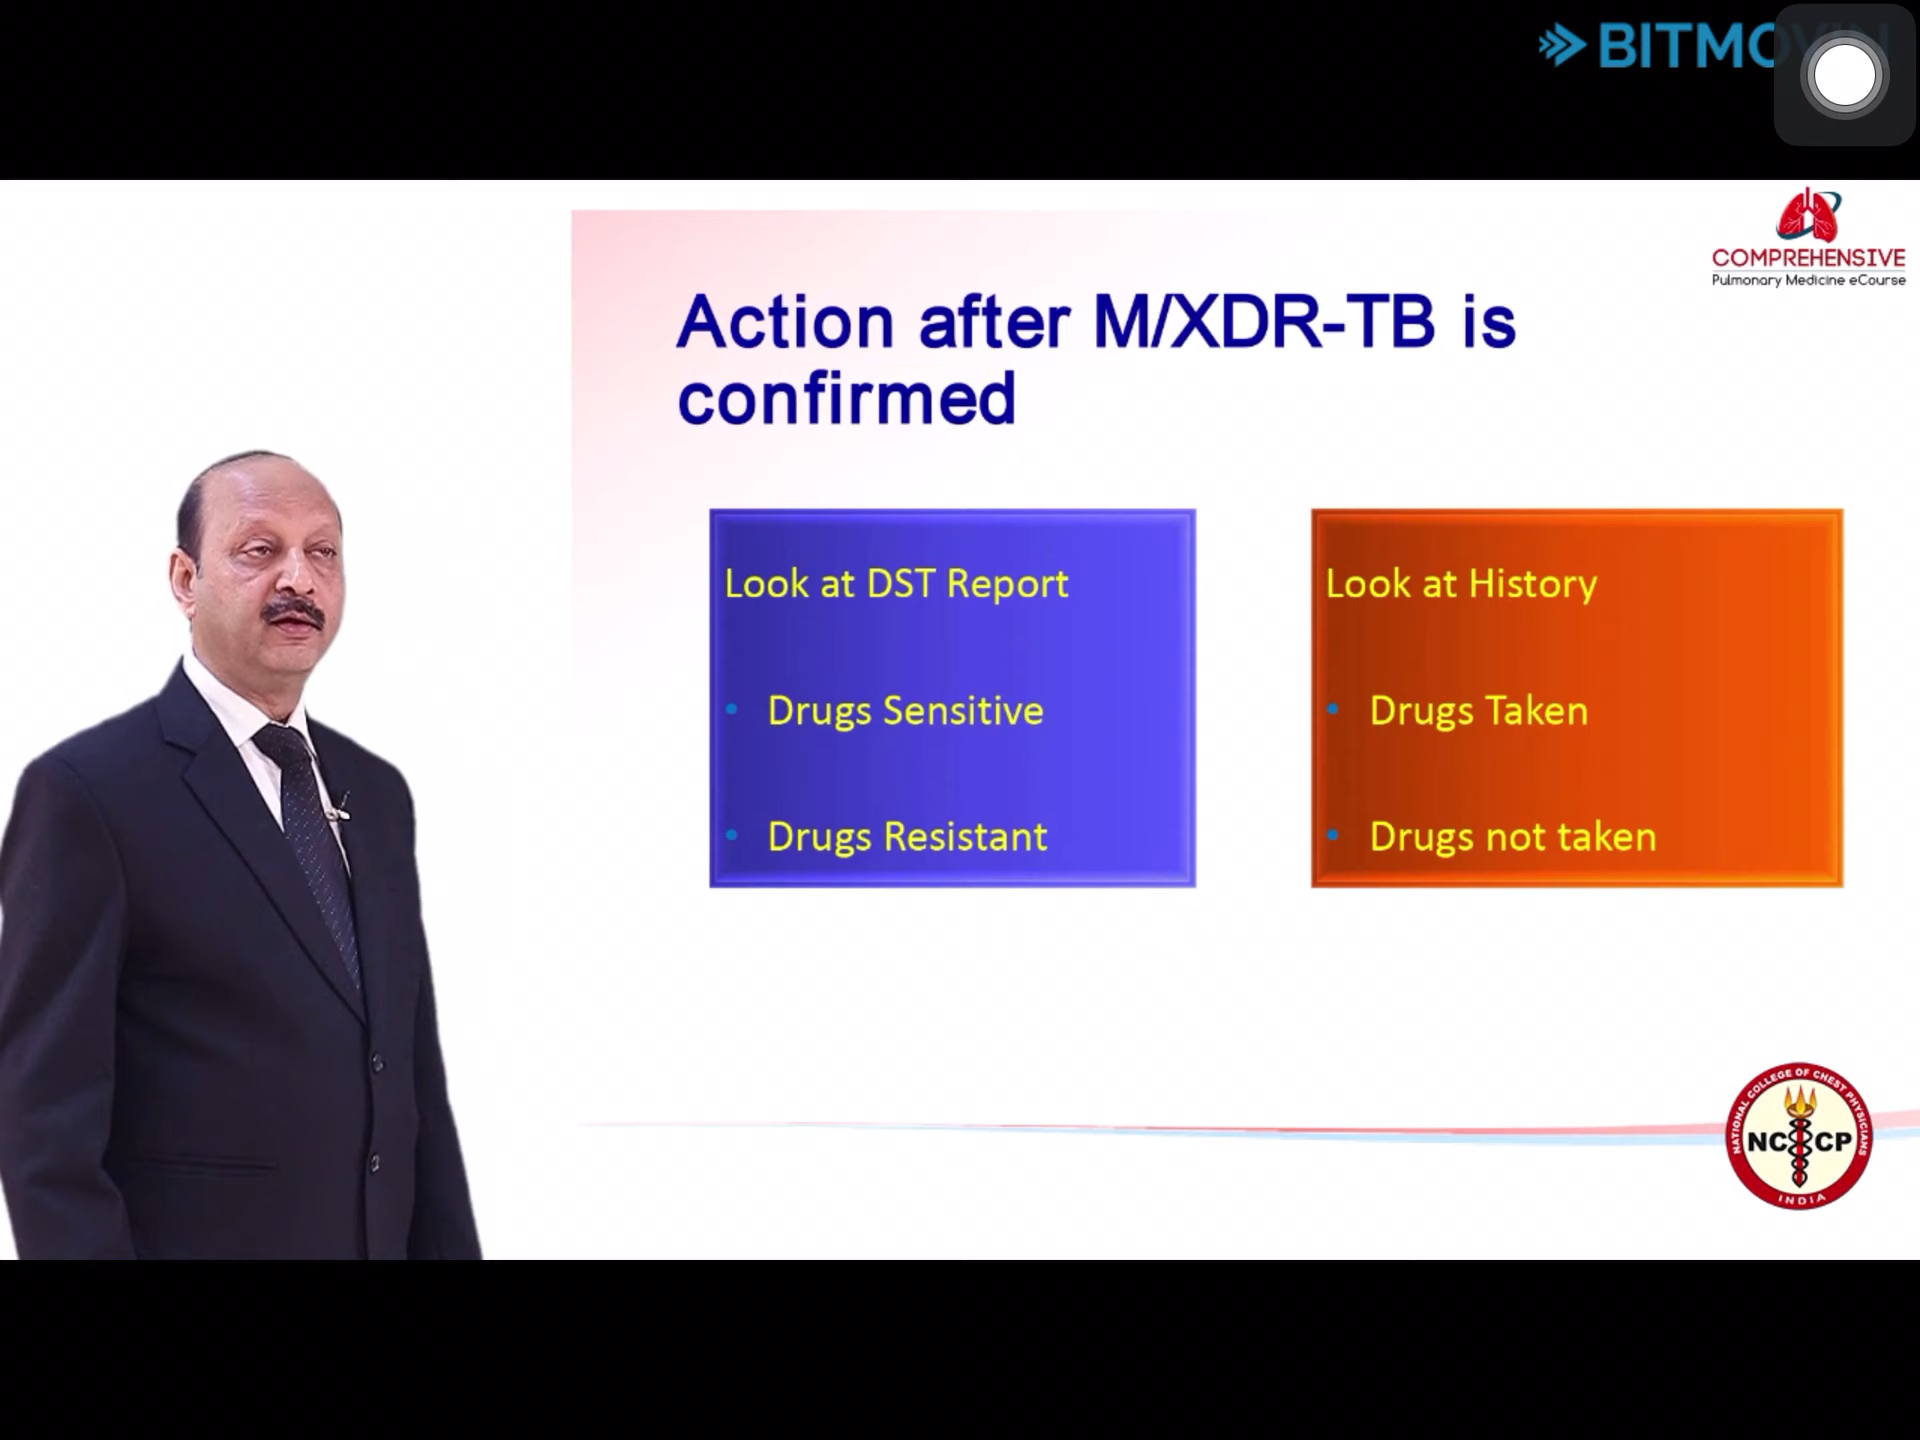 BITMOVIN
COMPREHENSIVE
Pulmonary Medicine eCourse
Action after M/XDR-TB is
confirmed
Look at DST Report
• Drugs Sensitive
• Drugs Resistant
Look at History
• Drugs Taken
• Drugs not taken
NATIONAL COLLEGE OF CHEST PHYSICIANS
NCCP
INDIA